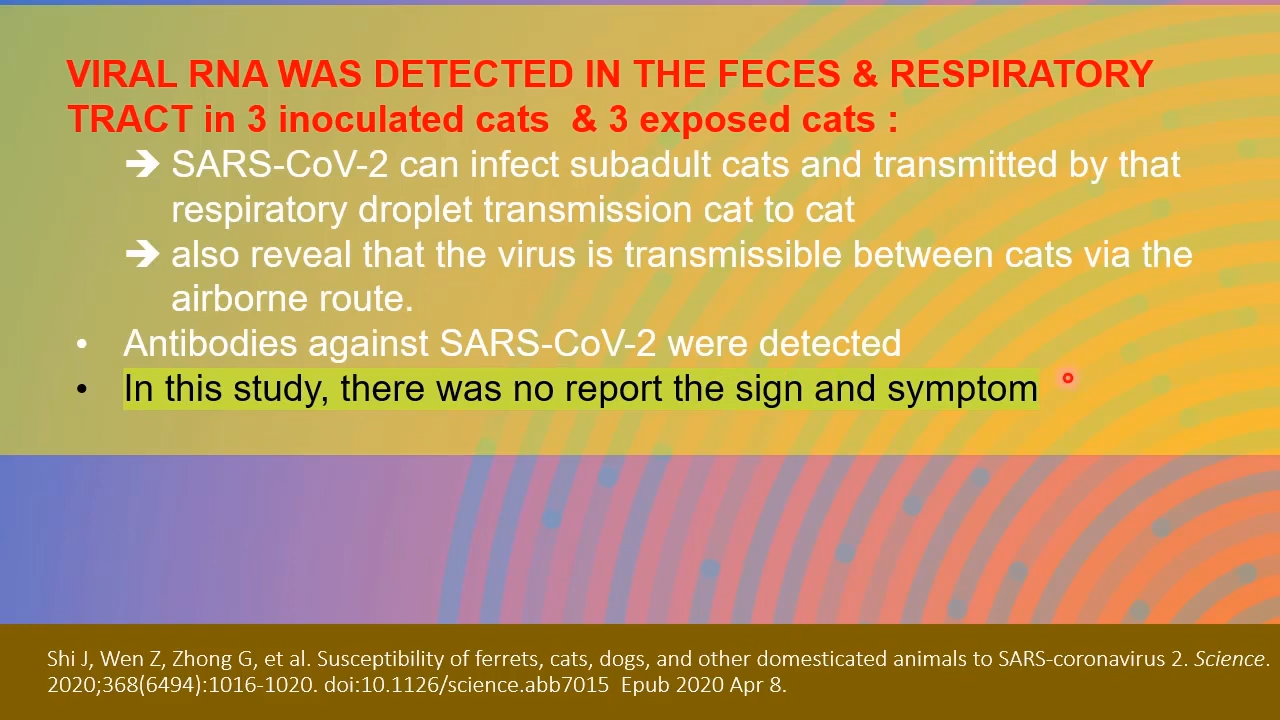 VIRAL RNA WAS DETECTED IN THE FECES & RESPIRATORY
TRACT in 3 inoculated cats & 3 exposed cats :
➔ SARS-CoV-2 can infect subadult cats and transmitted by that
respiratory droplet transmission cat to cat
➔ also reveal that the virus is transmissible between cats via the
airborne route.
• Antibodies against SARS-CoV-2 were detected
• In this study, there was no report the sign and symptom
Shi J, Wen Z, Zhong G, et al. Susceptibility of ferrets, cats, dogs, and other domesticated animals to SARS-coronavirus 2. Science.
2020;368(6494):1016-1020. doi:10.1126/science.abb7015 Epub 2020 Apr 8.